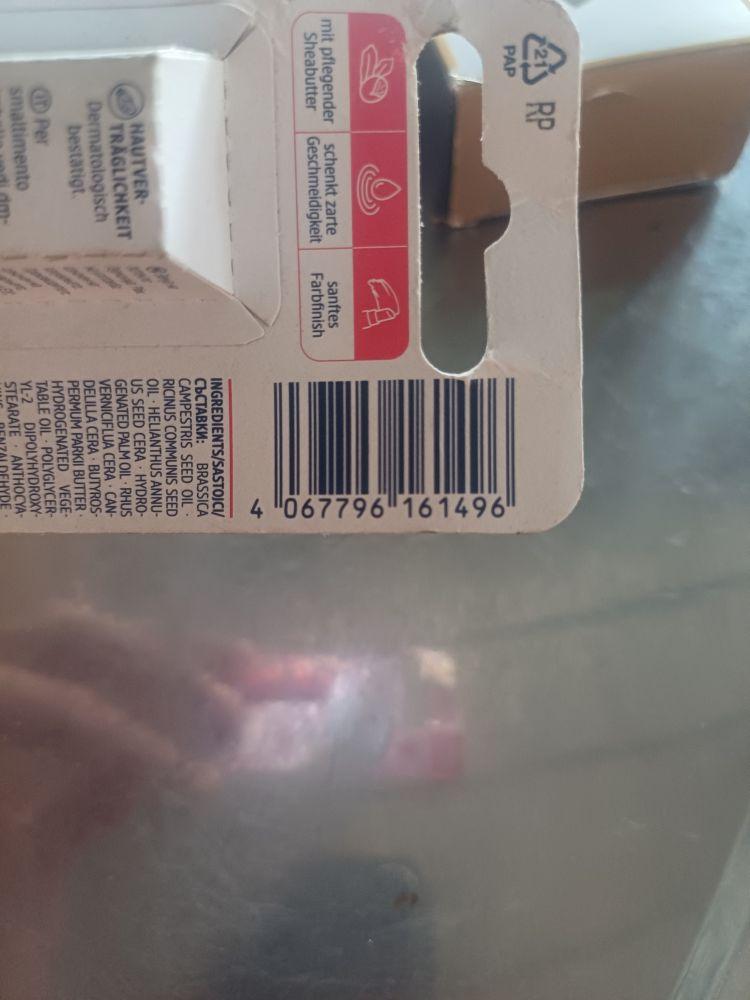 21
PAP
RP
mit pflegender
Sheabutter
schenkt zarte
Geschmeidigkeit
sanftes
Farbfinish
HAUTVER-
TRÄGLICHKEIT
Dermatologisch
bestätigt.
IT Per
smaltimento
INGREDIENTS/SASTOJCI/
СЪСТАВКИ: BRASSICA
CAMPESTRIS SEED OIL ·
RICINUS COMMUNIS SEED
OIL · HELIANTHUS ANNU-
US SEED CERA · HYDRO-
GENATED PALM OIL · RHUS
VERNICIFLUA CERA · CAN-
DELILLA CERA · BUTYROS-
PERMUM PARKII BUTTER ·
HYDROGENATED VEGE-
TABLE OIL · POLYGLYCER-
YL-2 DIPOLYHYDROXY-
STEARATE · ANTHOCYA-
BENZALDEHYDE ·
4 067796 161496